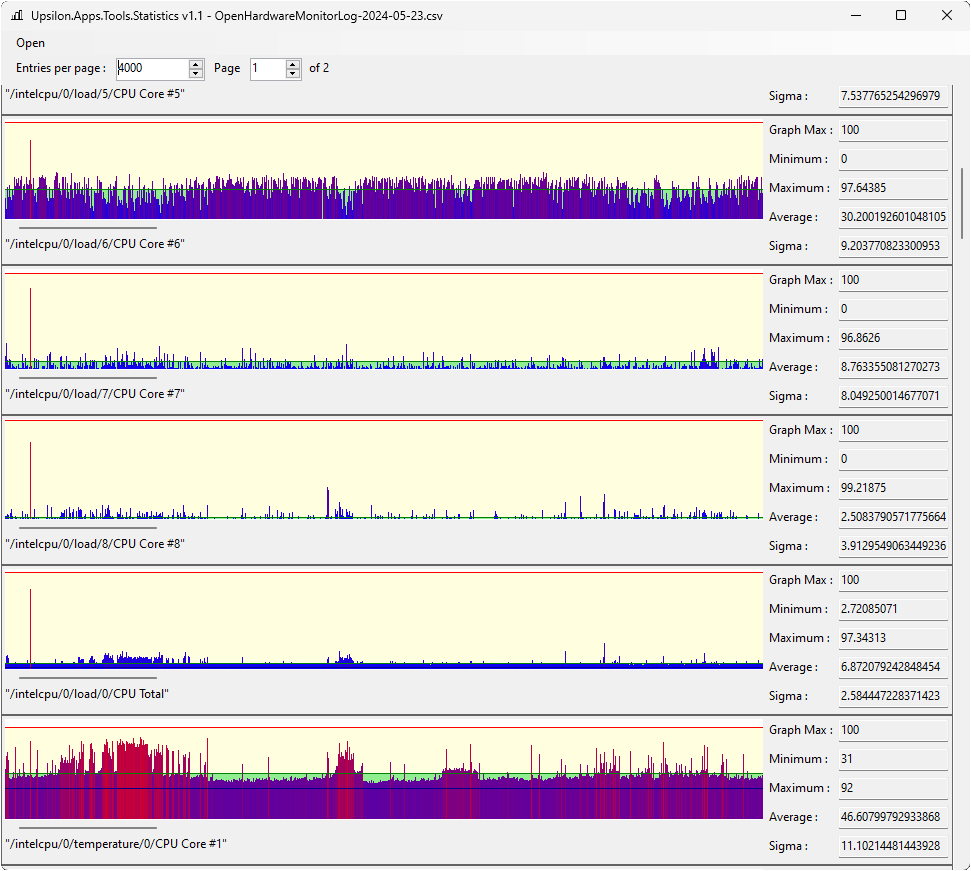 Upsilon.Apps.Tools.Statistics v1.1 - OpenHardwareMonitorLog-2024-05-23.csv
Open
Entries per page : 4000 Page 1 of 2
"/intelcpu/0/load/5/CPU Core #5"
Sigma : 7.537765254296979
Graph Max : 100
Minimum : 0
Maximum : 97.64385
Average : 30.200192601048105
"/intelcpu/0/load/6/CPU Core #6"
Sigma : 9.203770823300953
Graph Max : 100
Minimum : 0
Maximum : 96.8626
Average : 8.763355081270273
"/intelcpu/0/load/7/CPU Core #7"
Sigma : 8.049250014677071
Graph Max : 100
Minimum : 0
Maximum : 99.21875
Average : 2.5083790571775664
"/intelcpu/0/load/8/CPU Core #8"
Sigma : 3.9129549063449236
Graph Max : 100
Minimum : 2.72085071
Maximum : 97.34313
Average : 6.872079242848454
"/intelcpu/0/load/0/CPU Total"
Sigma : 2.584447228371423
Graph Max : 100
Minimum : 31
Maximum : 92
Average : 46.60799792933868
"/intelcpu/0/temperature/0/CPU Core #1"
Sigma : 11.10214481443928